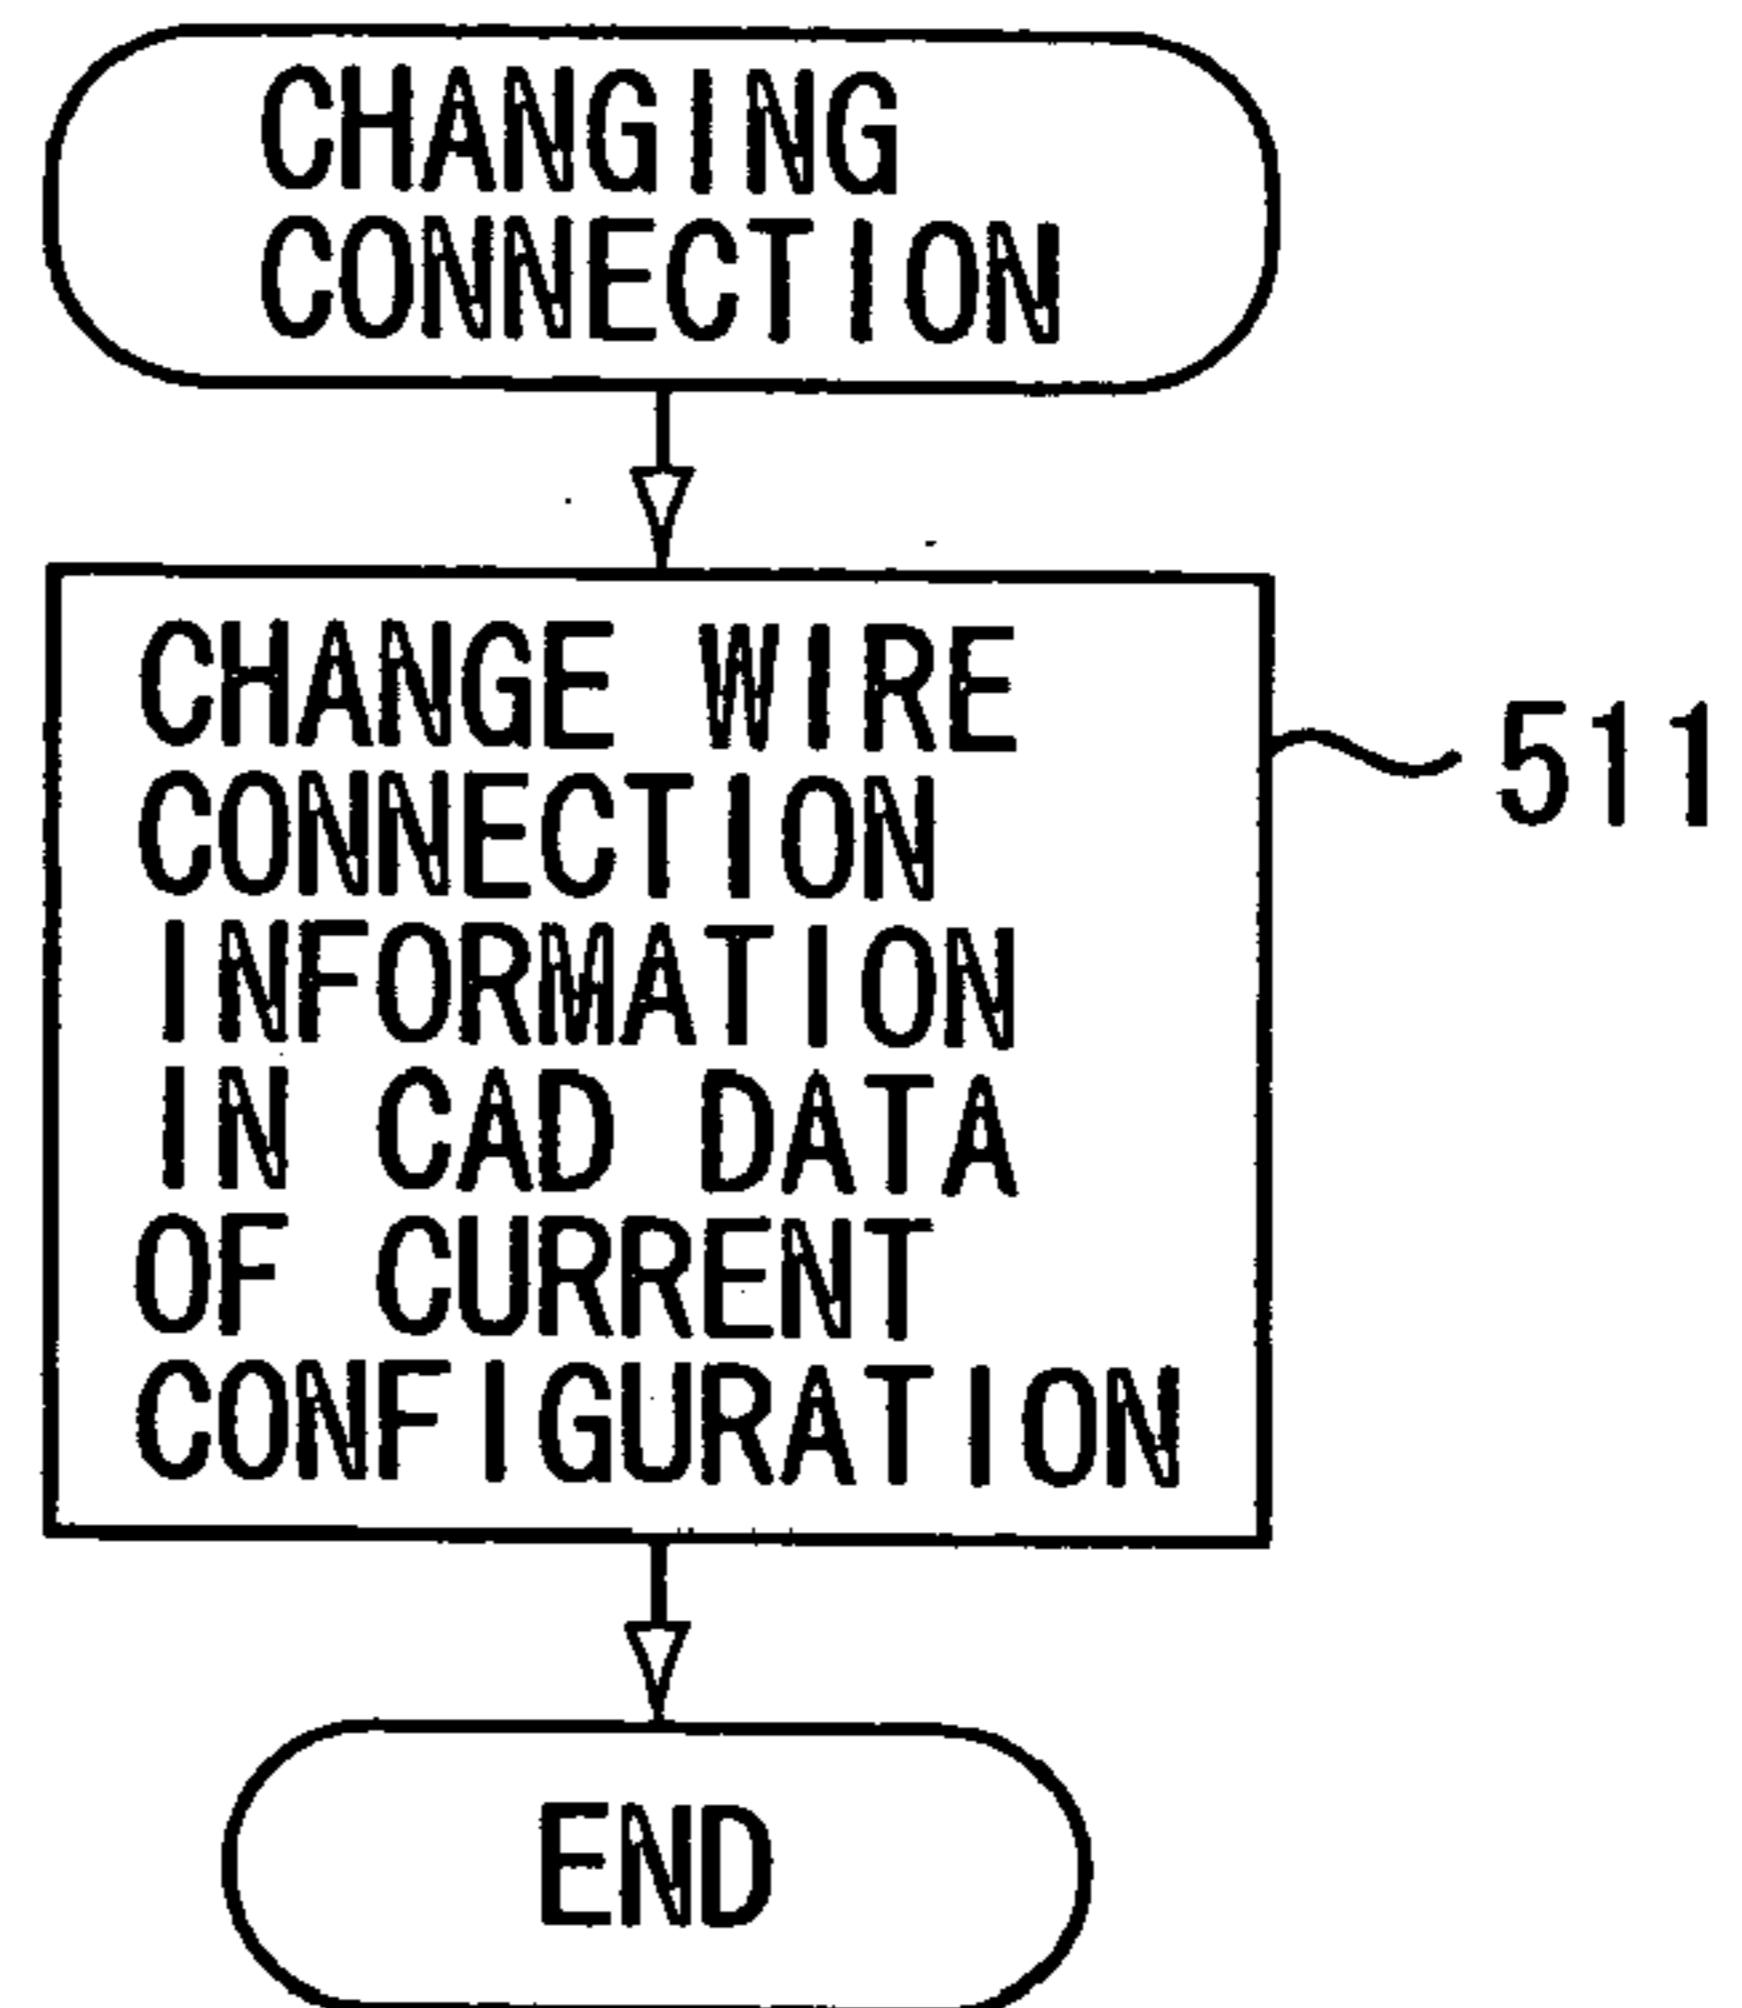 CHANGING
CONNECTION
CHANGE WIRE
CONNECTION
INFORMATION
IN CAD DATA
OF CURRENT
CONFIGURATION
511
END